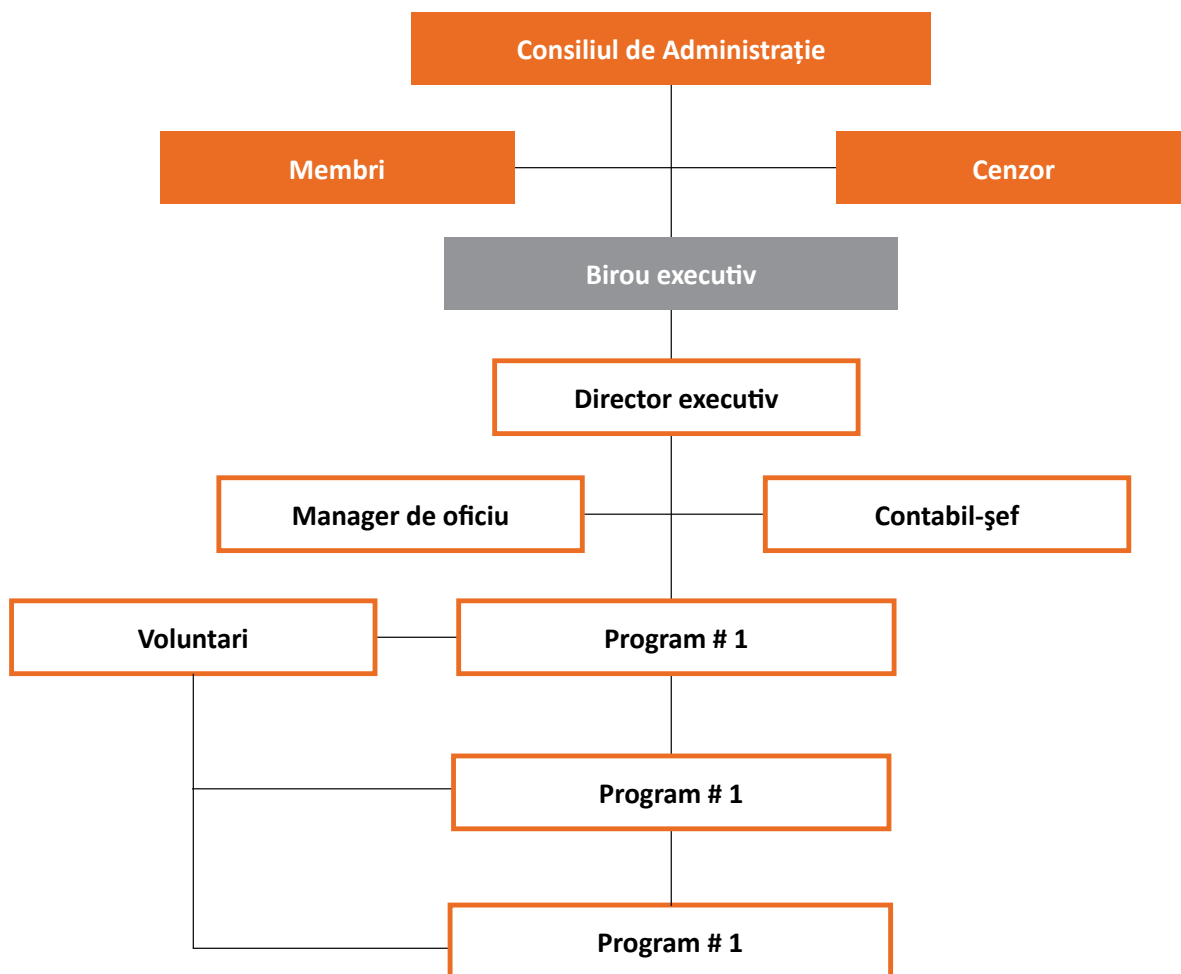 Consiliul de Administrație
Membri
Cenzor
Birou executiv
Director executiv
Manager de oficiu
Contabil-şef
Voluntari
Program # 1
Program # 1
Program # 1